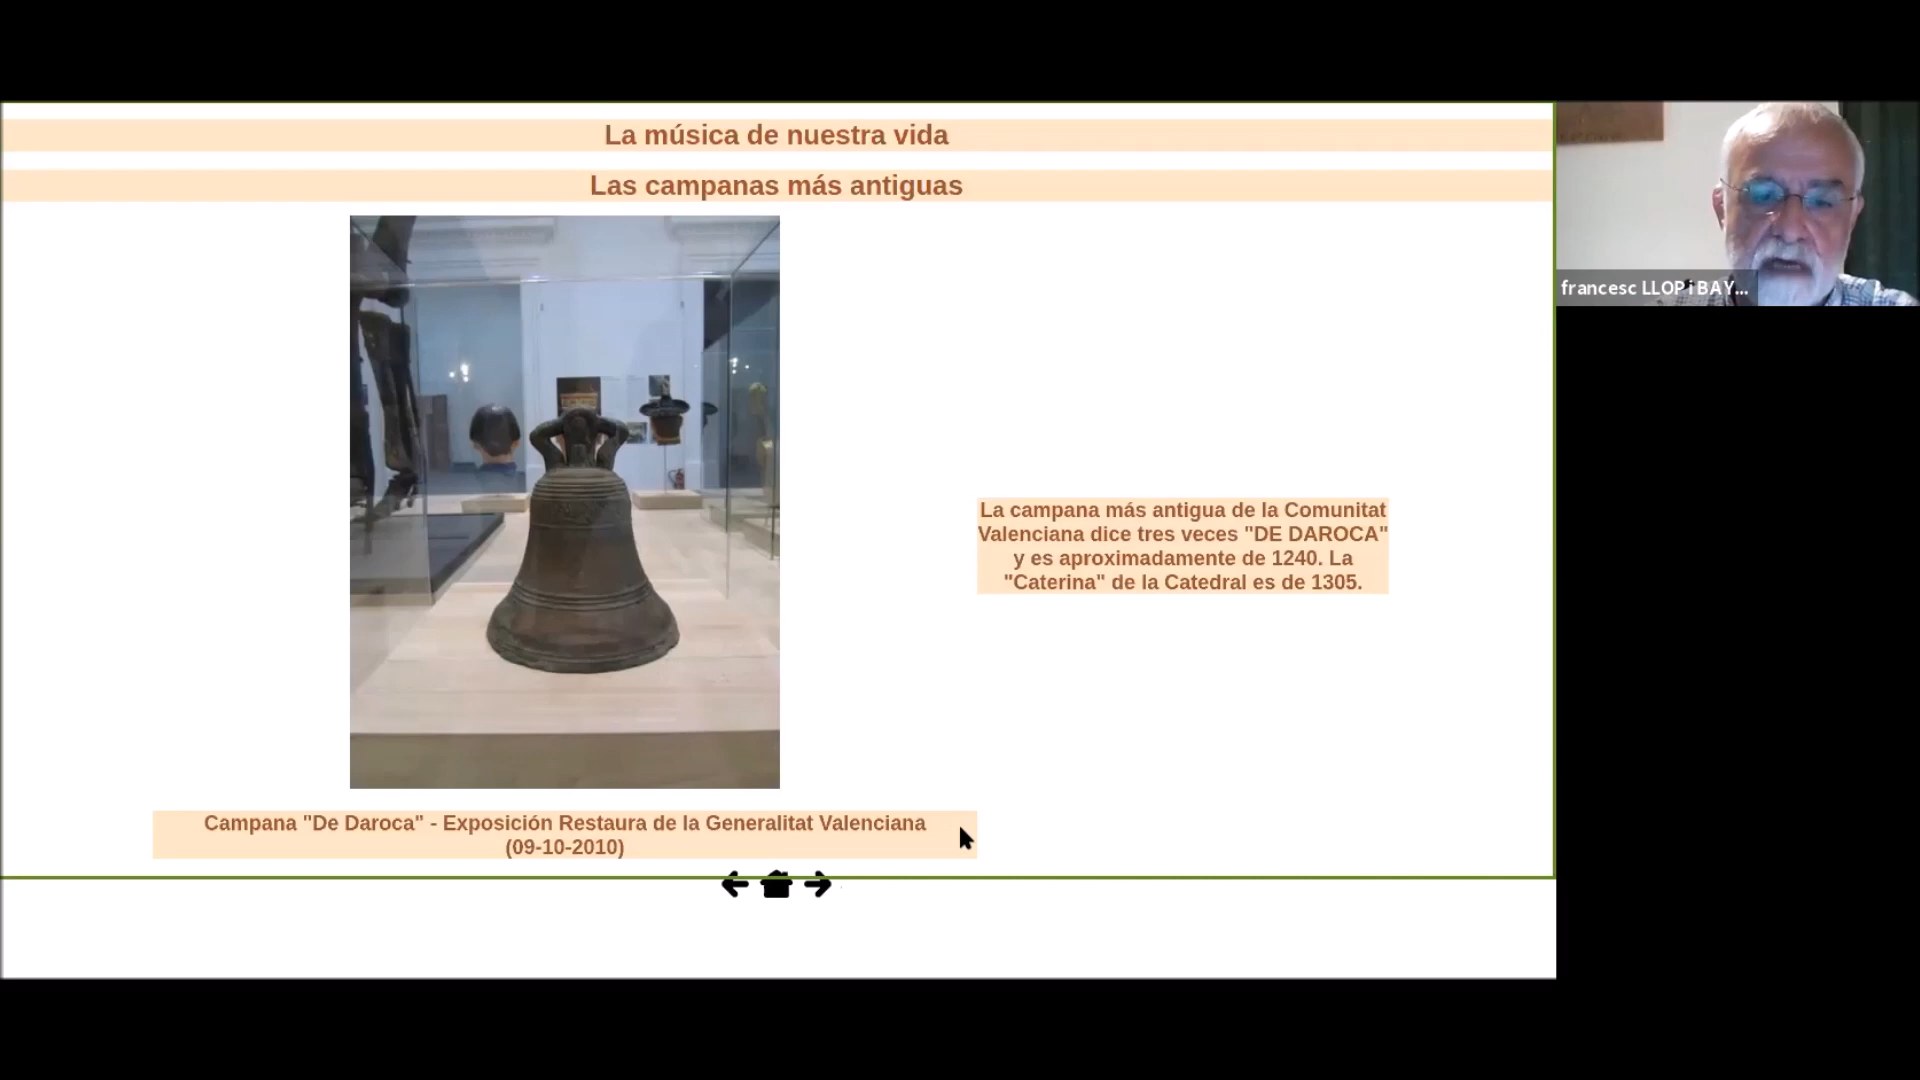 La música de nuestra vida
Las campanas más antiguas
francesc LLOP i BAY...
La campana más antigua de la Comunitat
Valenciana dice tres veces "DE DAROCA"
y es aproximadamente de 1240. La
"Caterina" de la Catedral es de 1305.
Campana "De Daroca" - Exposición Restaura de la Generalitat Valenciana
(09-10-2010)